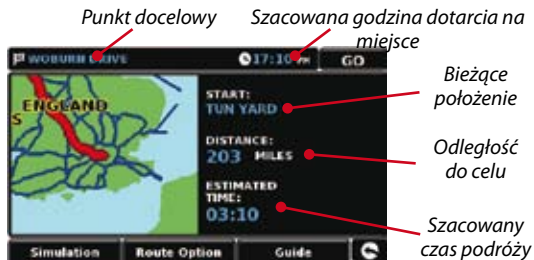 Punkt docelowy
Szacowana godzina dotarcia na
miejsce
WOBURN DRIVE
17:10 PM
GO
Bieżące
położenie
ENGLAND
S
START:
TUN YARD
DISTANCE:
203 MILES
Odległość
do celu
ESTIMATED
TIME:
03:10
Szacowany
czas podróży
Simulation
Route Option
Guide